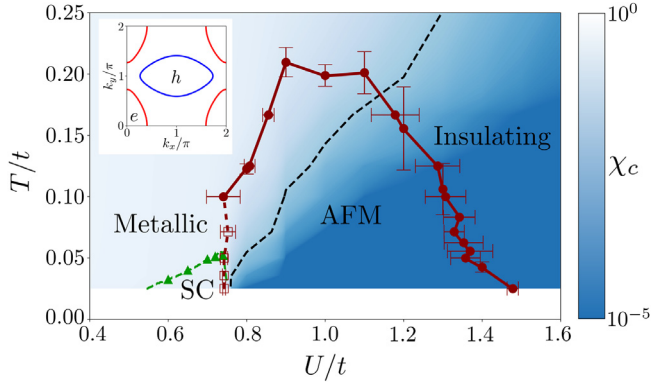 0.25
0.20
0.15
0.10
0.05
0.00
T/t
0.4
0.6
0.8
1.0
1.2
1.4
1.6
U/t
2
1
0
k_y/π
0
1
2
k_x/π
h
e
Metallic
SC
AFM
Insulating
10^0
χ_c
10^{-5}